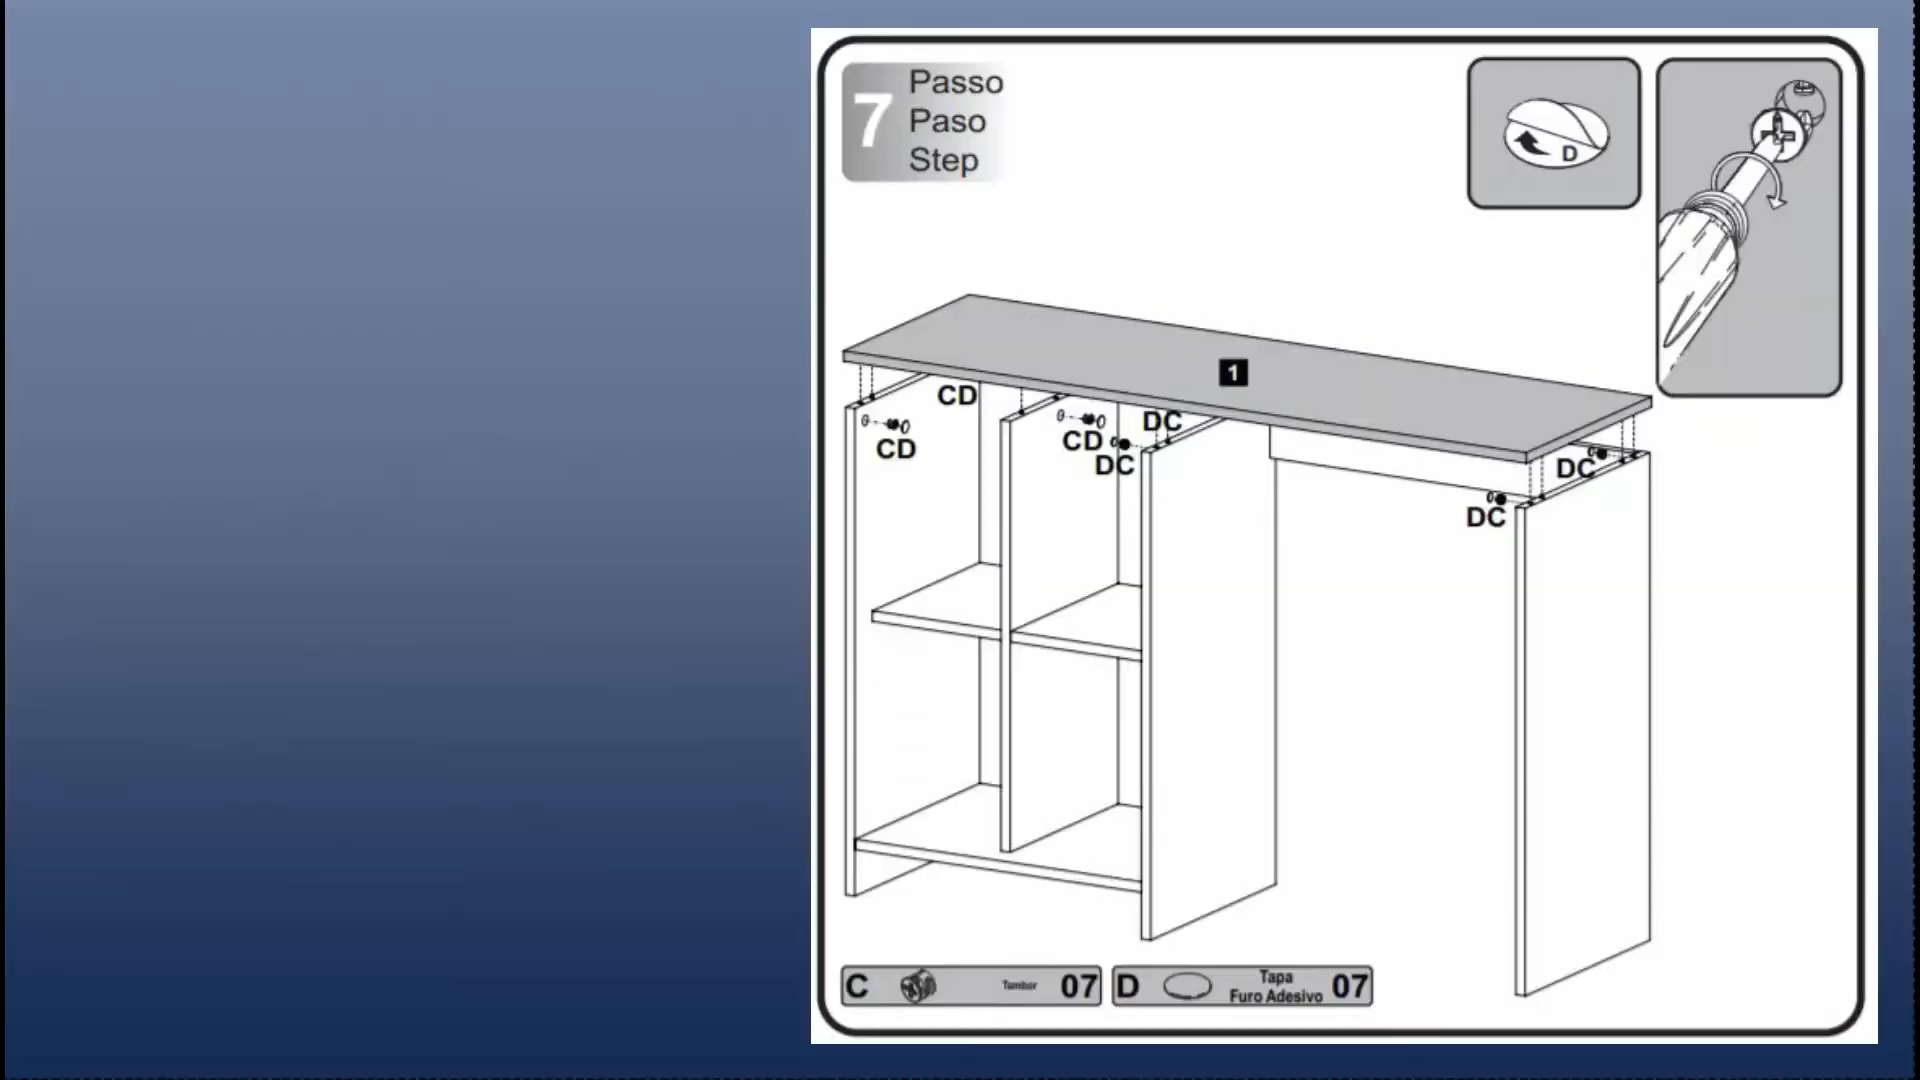 7
Passo
Paso
Step
D
1
CD
CD
CD
DC
DC
DC
DC
C Tambor 07
D Tapa
Furo Adesivo 07